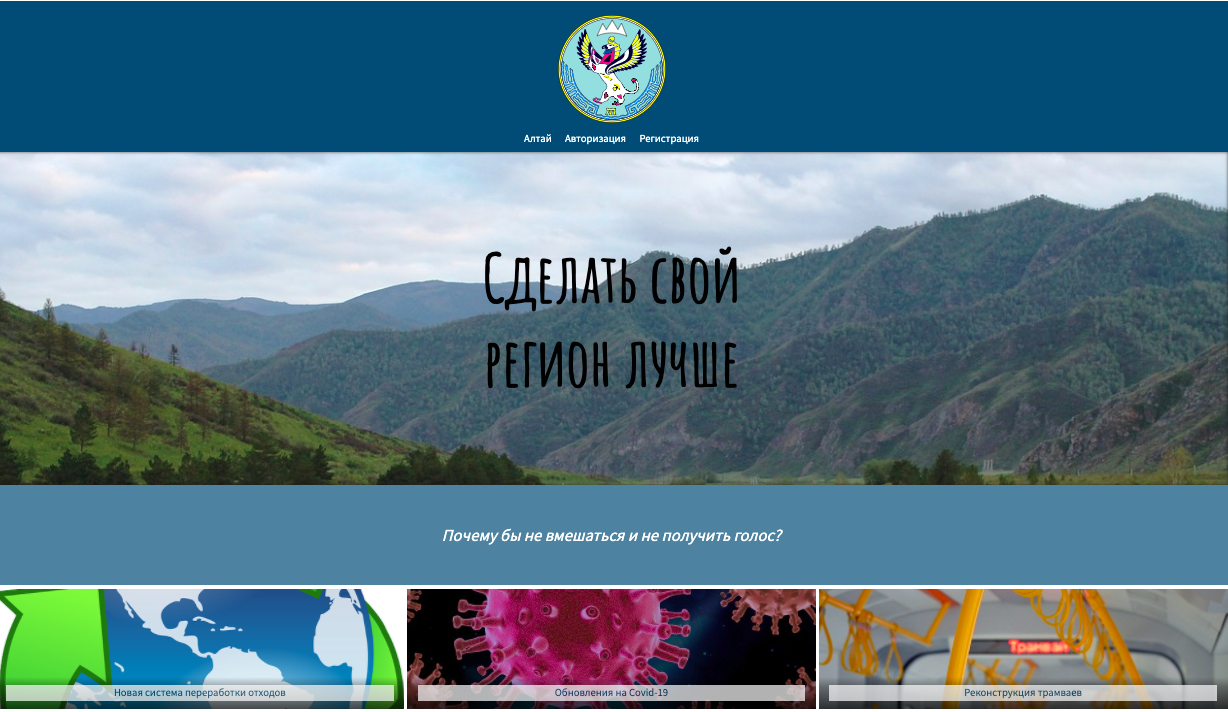 Алтай Авторизация Регистрация
Сделать свой
регион лучше
Почему бы не вмешаться и не получить голос?
Трамвай
Новая система переработки отходов
Обновления на Covid-19
Реконструкция трамваев